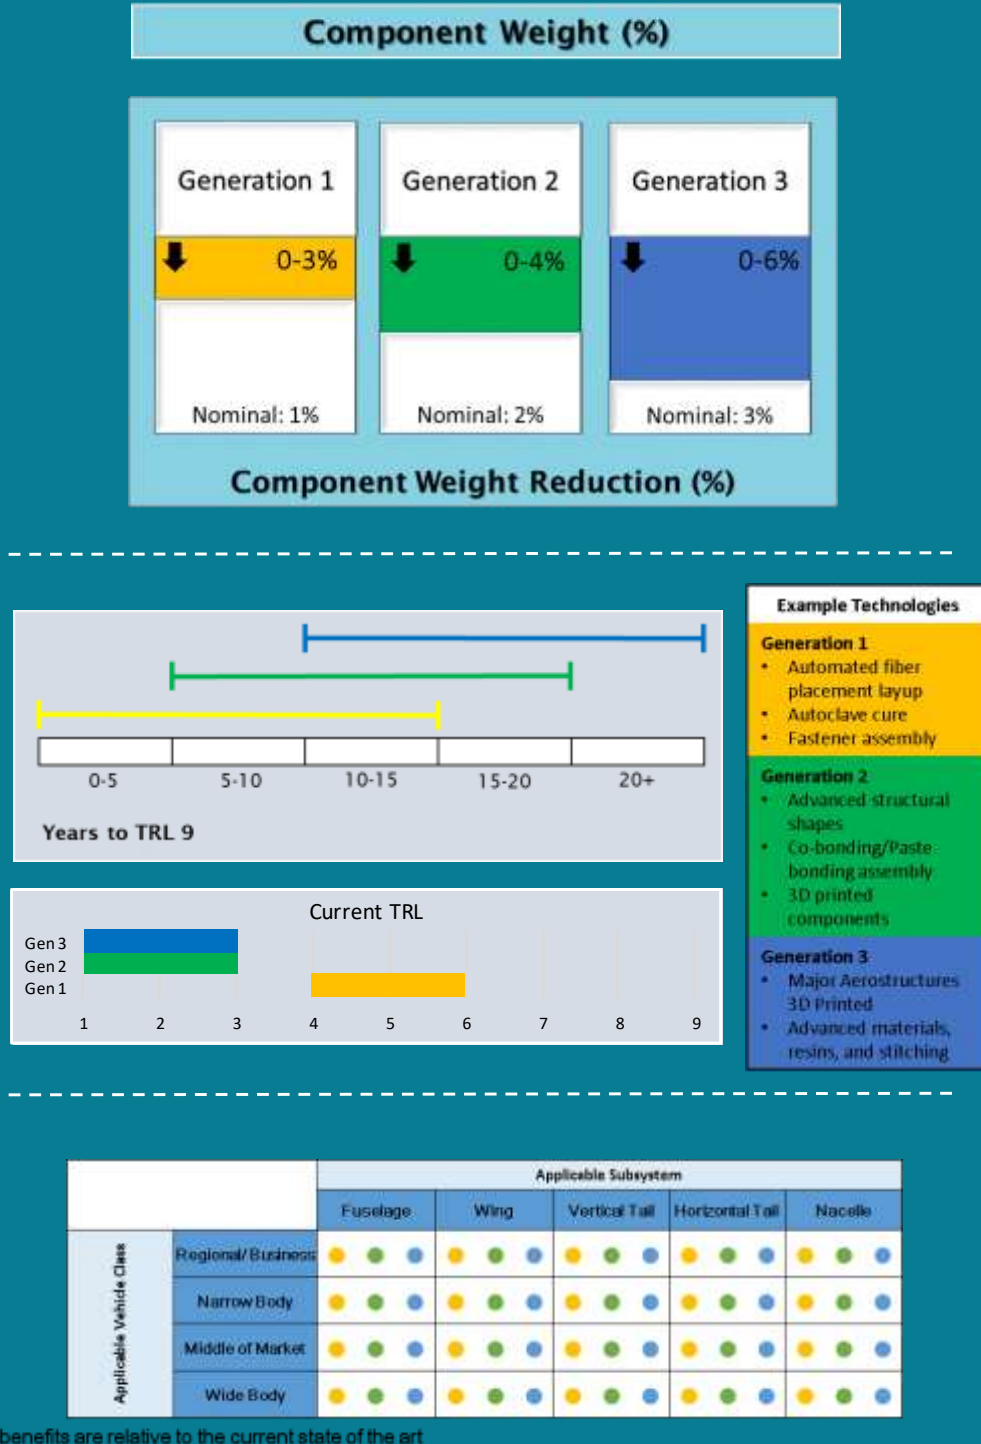 Component Weight (%)
Generation 1
Generation 2
Generation 3
0-3%
0-4%
0-6%
Nominal: 1%
Nominal: 2%
Nominal: 3%
Component Weight Reduction (%)
0-5
5-10
10-15
15-20
20+
Years to TRL 9
Example Technologies
Generation 1
• Automated fiber
placement layup
• Autoclave cure
• Fastener assembly
Generation 2
• Advanced structural
shapes
• Co-bonding/Paste
bonding assembly
• 3D printed
components
Generation 3
• Major Aerostructures
3D Printed
• Advanced materials,
resins, and stitching
Current TRL
Gen 3
Gen 2
Gen 1
1 2 3 4 5 6 7 8 9
Applicable Subsystem
Fuselage Wing Vertical Tail Horizontal Tail Nacelle
Applicable Vehicle Class
Regional/Business
Narrow Body
Middle of Market
Wide Body
benefits are relative to the current state of the art